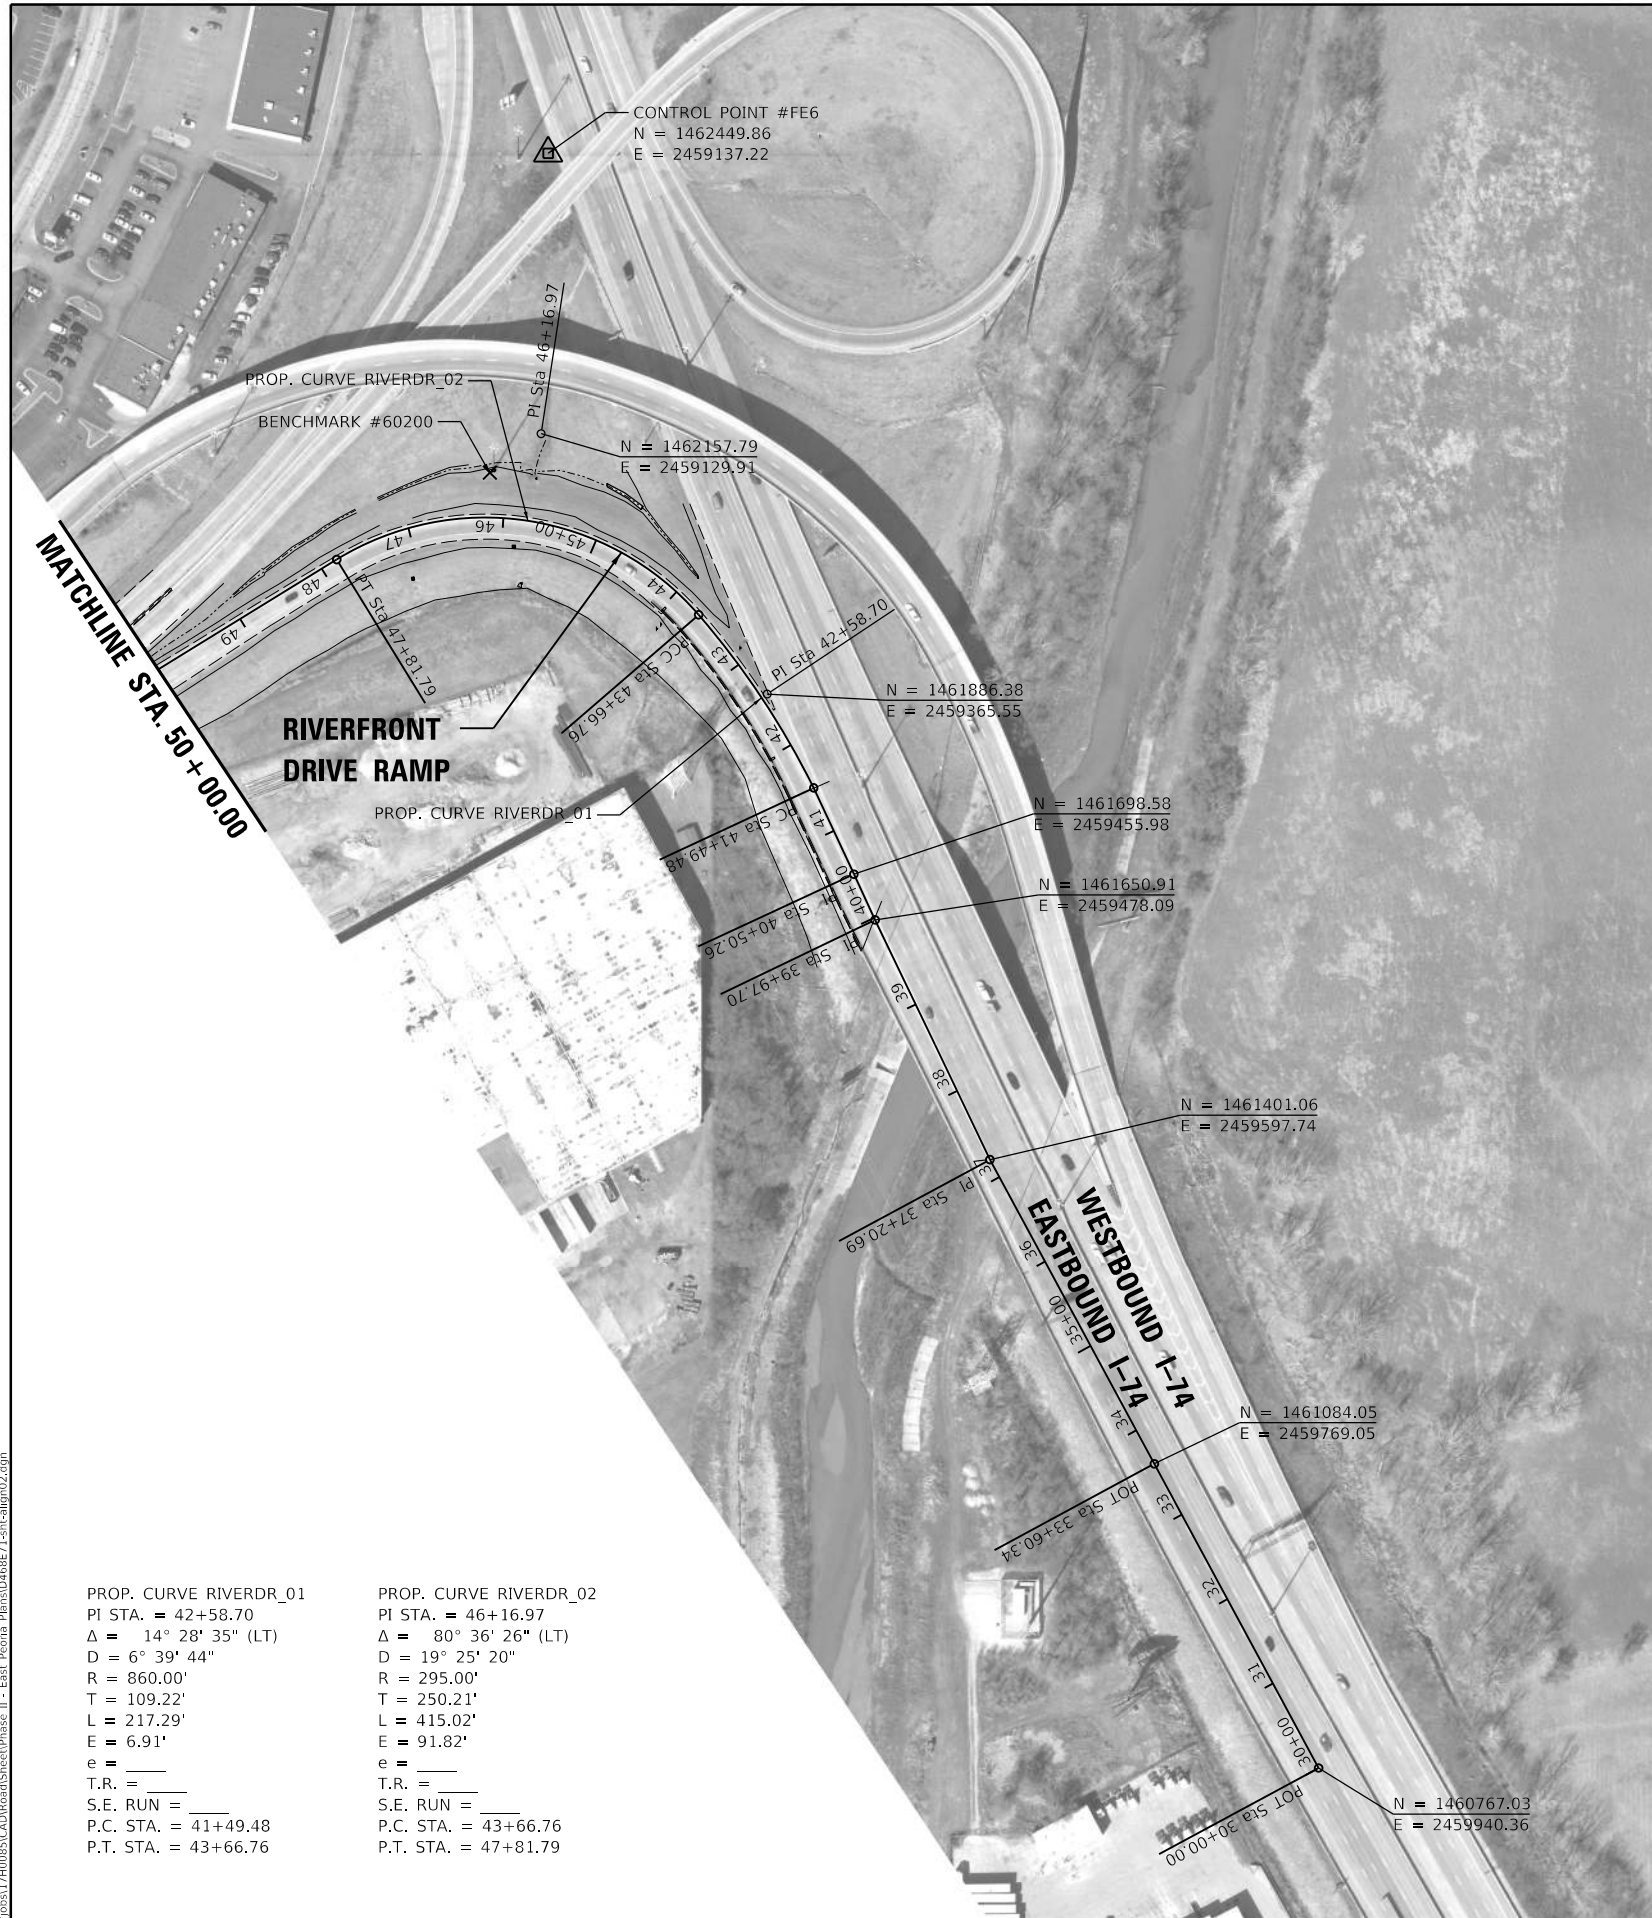 CONTROL POINT #FE6
N = 1462449.86
E = 2459137.22
PI Sta 46+16.97
PROP. CURVE RIVERDR_02
BENCHMARK #60200
N = 1462157.79
E = 2459129.91
MATCHLINE STA. 50+00.00
49
48
47
46
45+00
44
43
42
41
40+00
39
38
37
36
35+00
34
33
32
31
30+00
PT Sta 47+81.79
PCC Sta 43+66.76
PI Sta 42+58.70
N = 1461886.38
E = 2459365.55
RIVERFRONT
DRIVE RAMP
PROP. CURVE RIVERDR_01
PC Sta 41+49.48
N = 1461698.58
E = 2459455.98
PI Sta 40+50.26
N = 1461650.91
E = 2459478.09
PI Sta 39+97.70
N = 1461401.06
E = 2459597.74
PI Sta 37+20.69
WESTBOUND I-74
EASTBOUND I-74
N = 1461084.05
E = 2459769.05
POT Sta 33+60.34
N = 1460767.03
E = 2459940.36
POT Sta 30+00.00
PROP. CURVE RIVERDR_01
PI STA. = 42+58.70
Δ = 14° 28' 35" (LT)
D = 6° 39' 44"
R = 860.00'
T = 109.22'
L = 217.29'
E = 6.91'
e = ____
T.R. = ____
S.E. RUN = ____
P.C. STA. = 41+49.48
P.T. STA. = 43+66.76
PROP. CURVE RIVERDR_02
PI STA. = 46+16.97
Δ = 80° 36' 26" (LT)
D = 19° 25' 20"
R = 295.00'
T = 250.21'
L = 415.02'
E = 91.82'
e = ____
T.R. = ____
S.E. RUN = ____
P.C. STA. = 43+66.76
P.T. STA. = 47+81.79